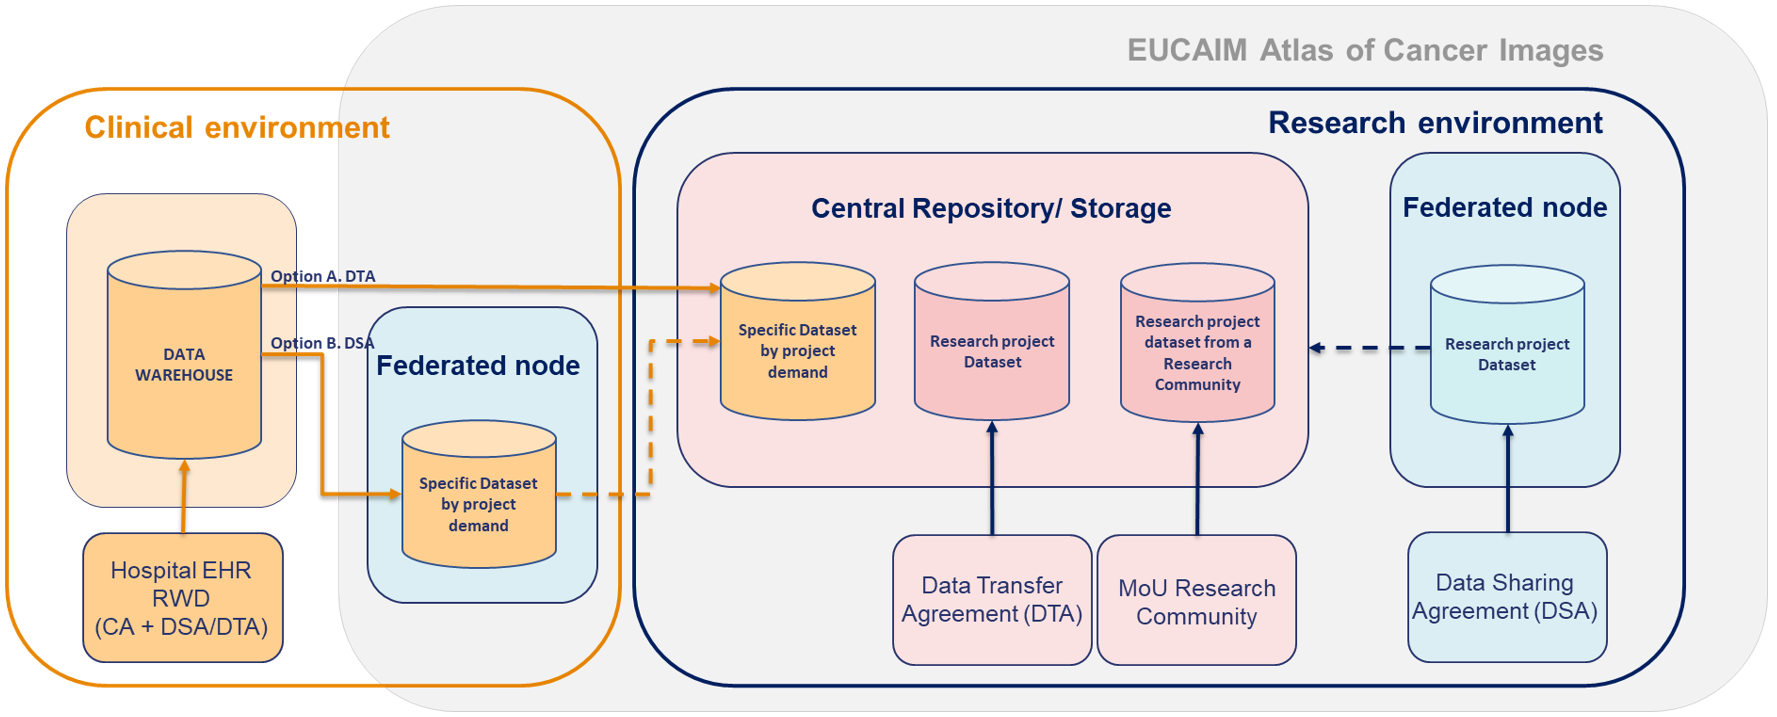 EUCAIM Atlas of Cancer Images
Clinical environment
Research environment
Central Repository/ Storage
Federated node
Option A. DTA
Option B. DSA
DATA
WAREHOUSE
Federated node
Specific Dataset
by project
demand
Specific Dataset
by project
demand
Research project
Dataset
Research project
dataset from a
Research
Community
Research project
Dataset
Hospital EHR
RWD
(CA + DSA/DTA)
Data Transfer
Agreement (DTA)
MoU Research
Community
Data Sharing
Agreement (DSA)